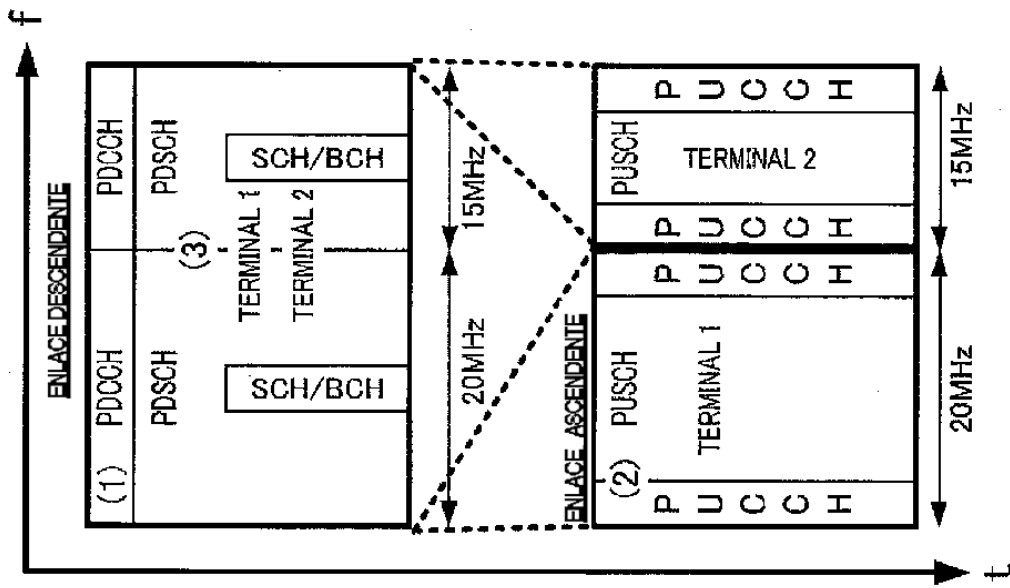 f
ENLACE DESCENDENTE
(1) PDCCH
PDCCH
PDSCH
PDSCH
(3)
TERMINAL 1
TERMINAL 2
SCH/BCH
SCH/BCH
20MHz
15MHz
ENLACE ASCENDENTE
(2) PUSCH
PUSCH
PUCCH
TERMINAL 1
PUCCH
PUCCH
TERMINAL 2
PUCCH
20MHz
15MHz
t